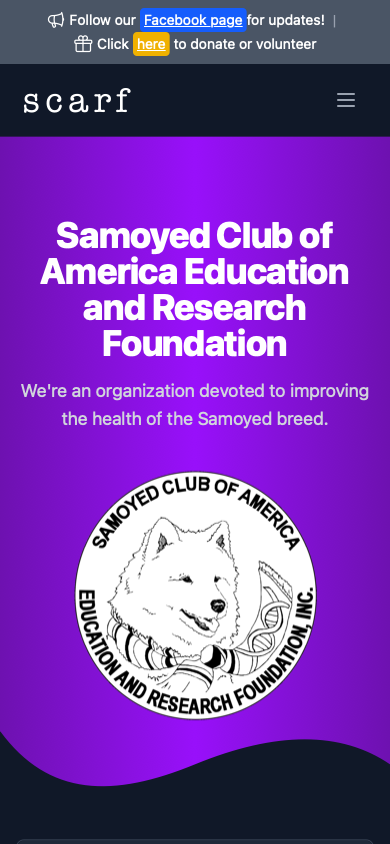 Follow our Facebook page for updates! |
Click here to donate or volunteer
scarf
Samoyed Club of
America Education
and Research
Foundation
We're an organization devoted to improving
the health of the Samoyed breed.
SAMOYED CLUB OF AMERICA
EDUCATION AND RESEARCH FOUNDATION, INC.